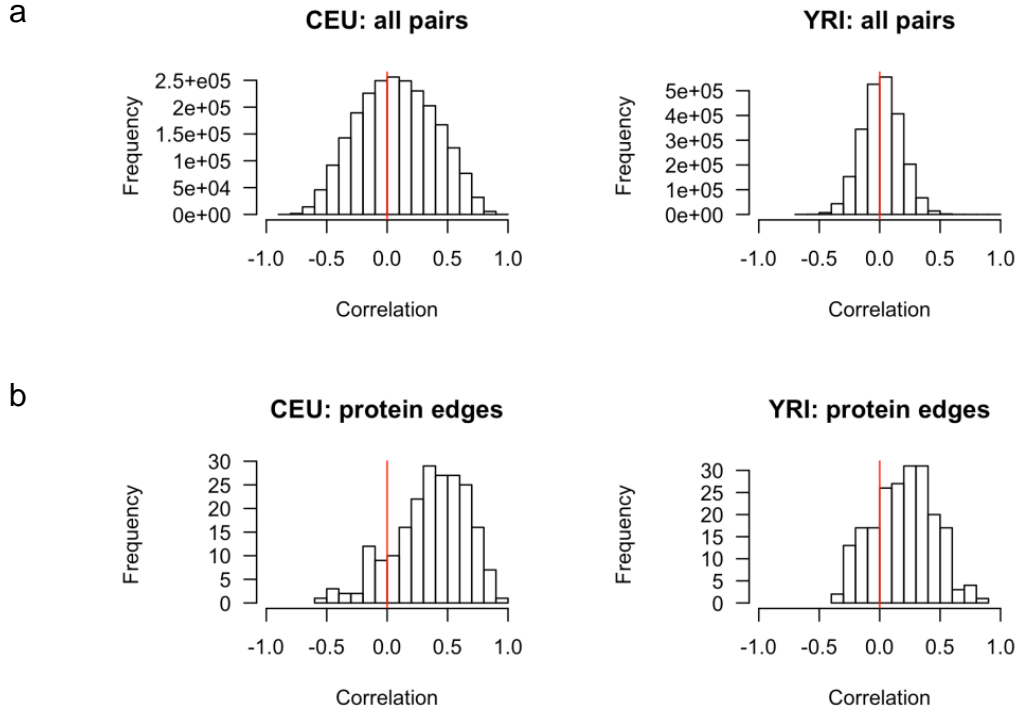 a
CEU: all pairs
YRI: all pairs
Frequency
2.5+e05
2e+05
1.5e+05
1e+05
5e+04
0e+00
-1.0 -0.5 0.0 0.5 1.0
Correlation
Frequency
5e+05
4e+05
3e+05
2e+05
1e+05
0e+00
-1.0 -0.5 0.0 0.5 1.0
Correlation
b
CEU: protein edges
YRI: protein edges
Frequency
30
25
20
15
10
5
0
-1.0 -0.5 0.0 0.5 1.0
Correlation
Frequency
30
25
20
15
10
5
0
-1.0 -0.5 0.0 0.5 1.0
Correlation